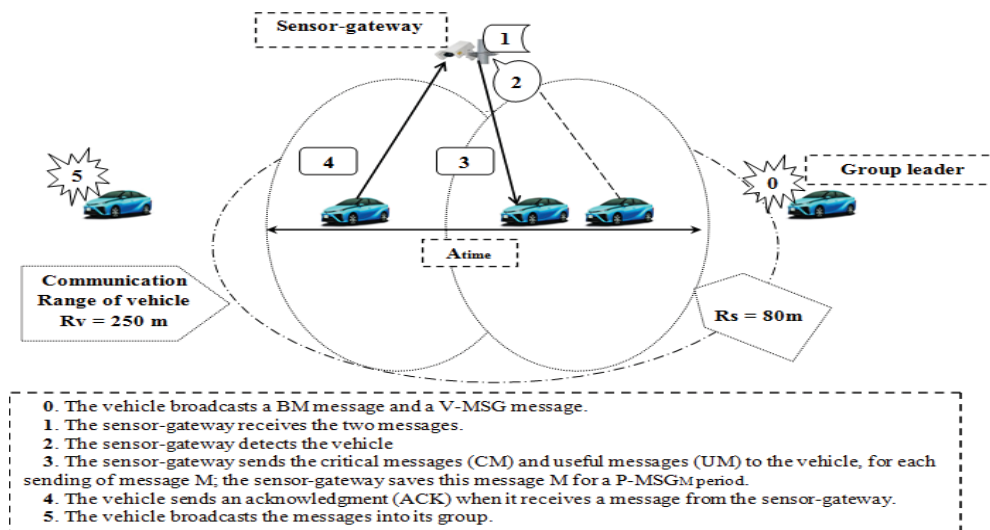 Sensor-gateway
1
2
4
3
5
0
Group leader
Atime
Communication
Range of vehicle
Rv = 250 m
Rs = 80m
0. The vehicle broadcasts a BM message and a V-MSG message.
1. The sensor-gateway receives the two messages.
2. The sensor-gateway detects the vehicle
3. The sensor-gateway sends the critical messages (CM) and useful messages (UM) to the vehicle, for each
sending of message M; the sensor-gateway saves this message M for a P-MSGM period.
4. The vehicle sends an acknowledgment (ACK) when it receives a message from the sensor-gateway.
5. The vehicle broadcasts the messages into its group.